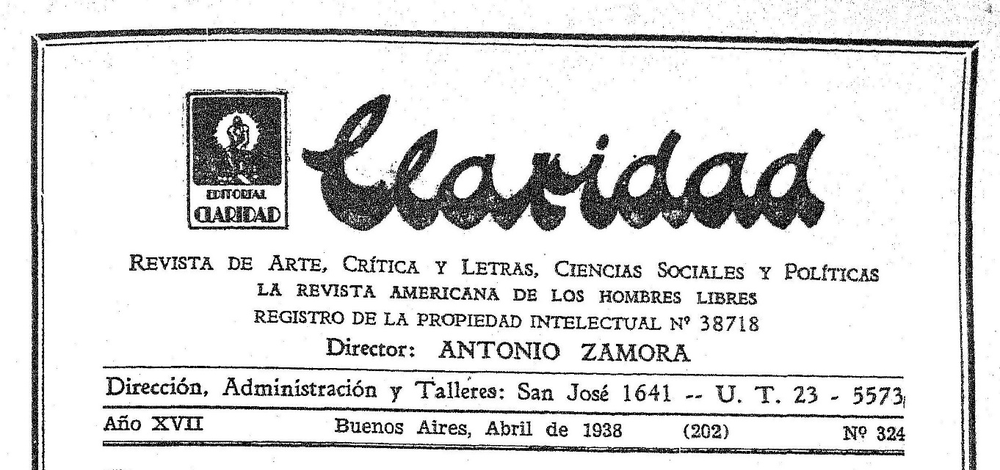 EDITORIAL
CLARIDAD
Claridad
REVISTA DE ARTE, CRÍTICA Y LETRAS, CIENCIAS SOCIALES Y POLÍTICAS
LA REVISTA AMERICANA DE LOS HOMBRES LIBRES
REGISTRO DE LA PROPIEDAD INTELECTUAL Nº 38718
Director: ANTONIO ZAMORA
Dirección, Administración y Talleres: San José 1641 -- U. T. 23 - 5573
Año XVII Buenos Aires, Abril de 1938 (202) Nº 324